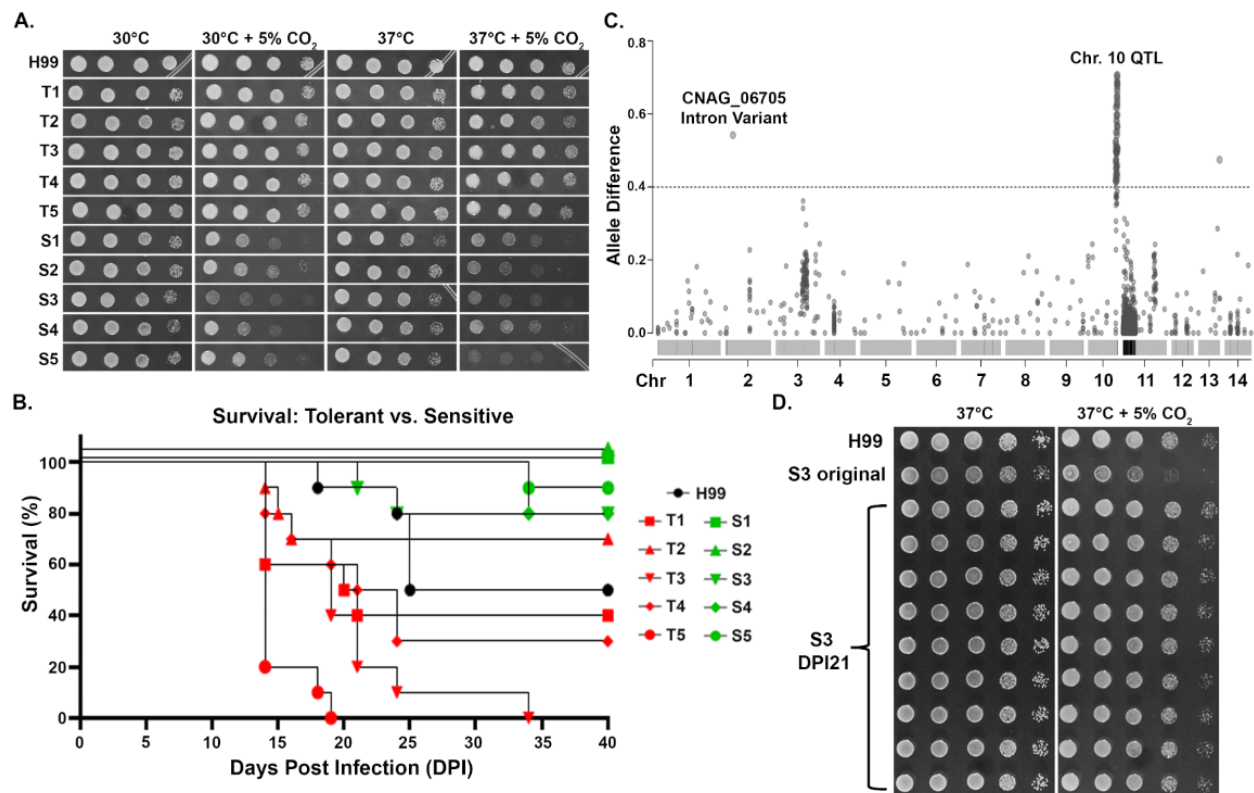 A.
30°C 30°C + 5% CO2 37°C 37°C + 5% CO2
H99
T1
T2
T3
T4
T5
S1
S2
S3
S4
S5
B.
Survival: Tolerant vs. Sensitive
Survival (%)
100
80
60
40
20
0
0 5 10 15 20 25 30 35 40
Days Post Infection (DPI)
H99
T1 S1
T2 S2
T3 S3
T4 S4
T5 S5
C.
Allele Difference
0.8
0.6
0.4
0.2
0.0
CNAG_06705
Intron Variant
Chr. 10 QTL
Chr 1 2 3 4 5 6 7 8 9 10 11 12 13 14
D.
37°C 37°C + 5% CO2
H99
S3 original
S3
DPI21